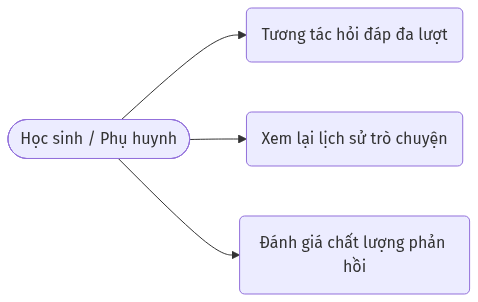 Tương tác hỏi đáp đa lượt
Học sinh / Phụ huynh
Xem lại lịch sử trò chuyện
Đánh giá chất lượng phản
hồi